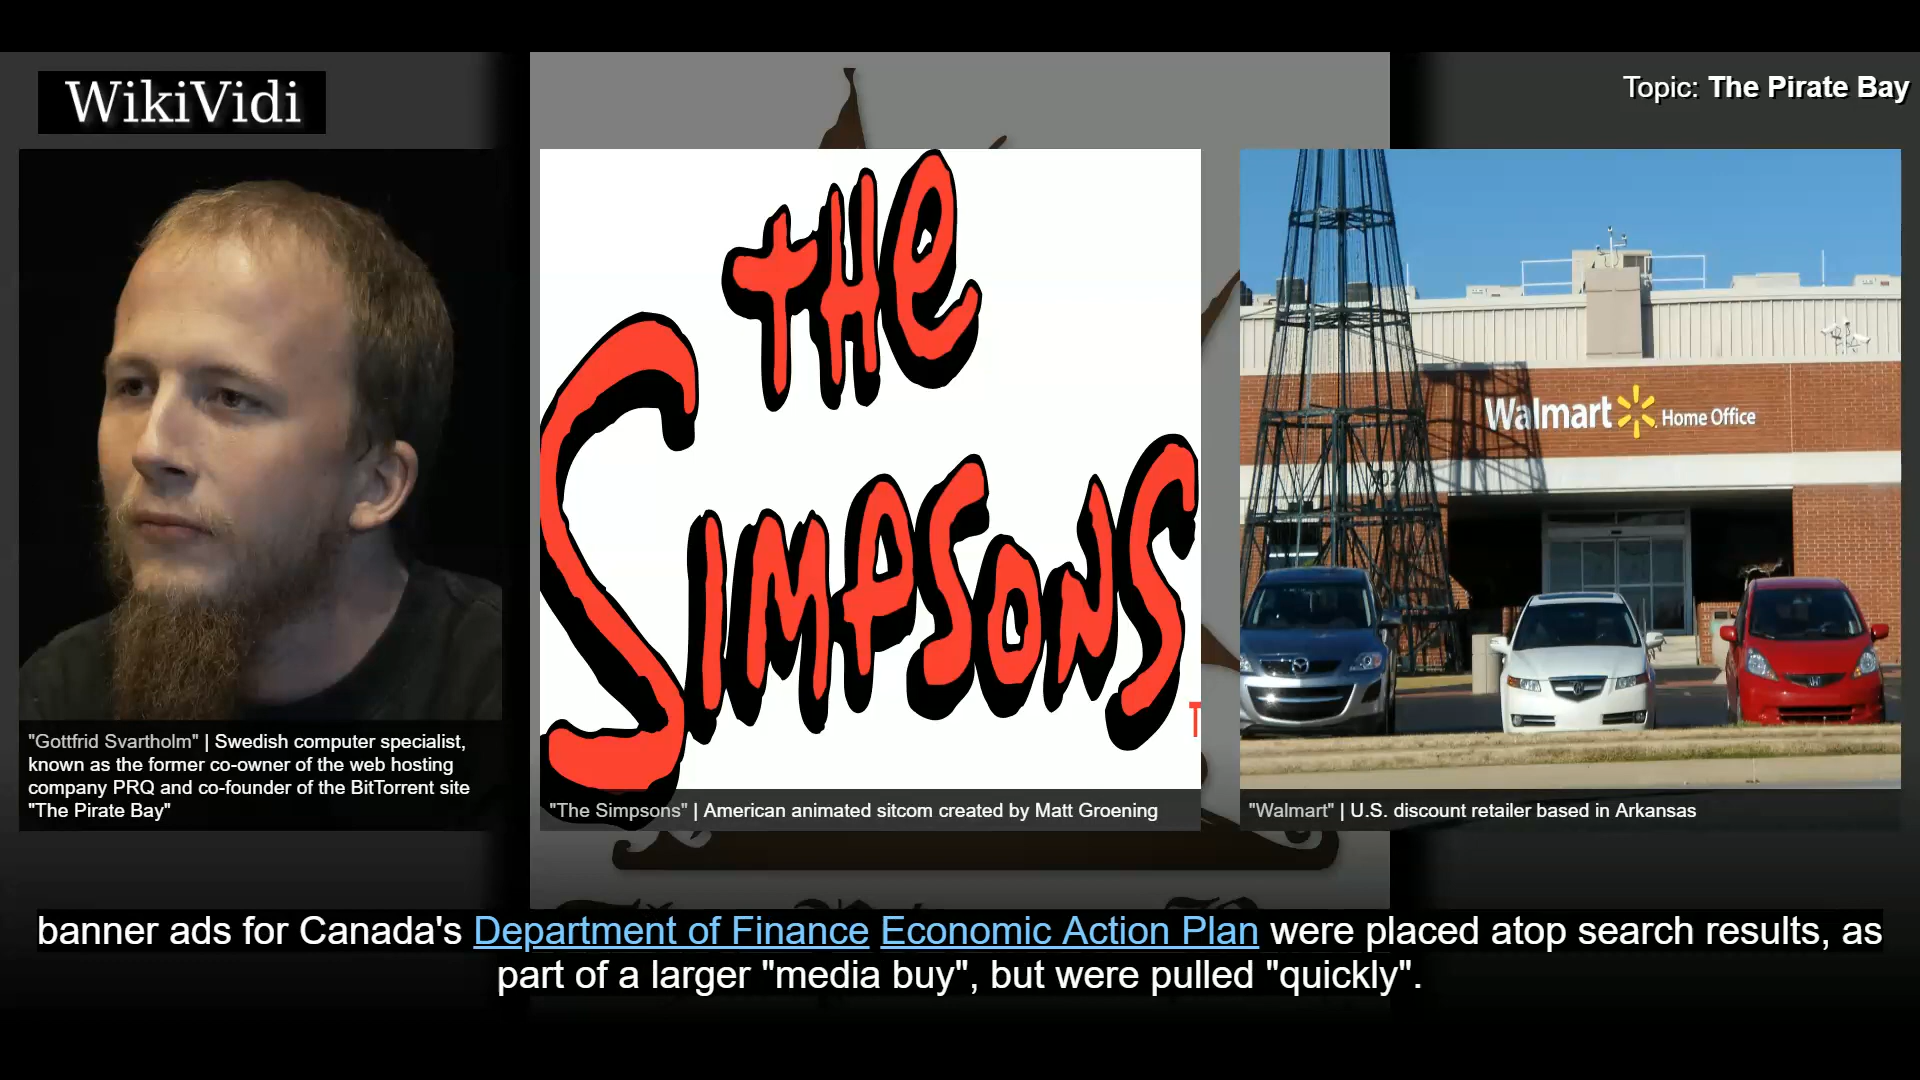 WikiVidi
Topic: The Pirate Bay
THE
SIMPSONS
Walmart Home Office
"Gottfrid Svartholm" | Swedish computer specialist,
known as the former co-owner of the web hosting
company PRQ and co-founder of the BitTorrent site
"The Pirate Bay"
"The Simpsons" | American animated sitcom created by Matt Groening
"Walmart" | U.S. discount retailer based in Arkansas
banner ads for Canada's Department of Finance Economic Action Plan were placed atop search results, as
part of a larger "media buy", but were pulled "quickly".